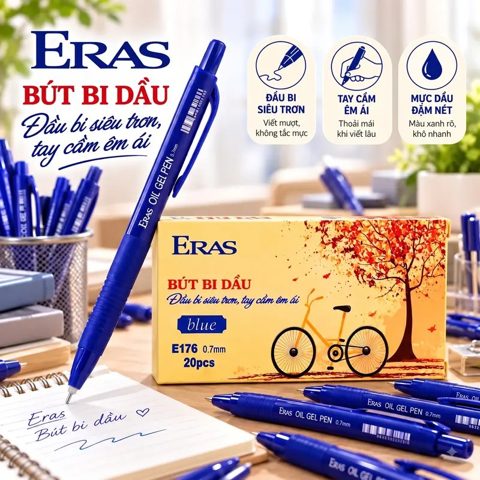 ERAS
BÚT BI DẦU
Đầu bi siêu trơn,
tay cầm êm ái
ĐẦU BI
SIÊU TRƠN
Viết mượt,
không tắc mực
TAY CẦM
ÊM ÁI
Thoải mái
khi viết lâu
MỰC DẦU
ĐẬM NÉT
Màu xanh rõ,
khô nhanh
ERAS OIL GEL PEN 0.7mm
ERAS
BÚT BI DẦU
Đầu bi siêu trơn, tay cầm êm ái
blue
E176 0.7mm
20pcs
Eras
Bút bi dầu
ERAS OIL GEL PEN 0.7mm
ERAS OIL GEL PEN 0.7mm
ERAS OIL GEL PEN